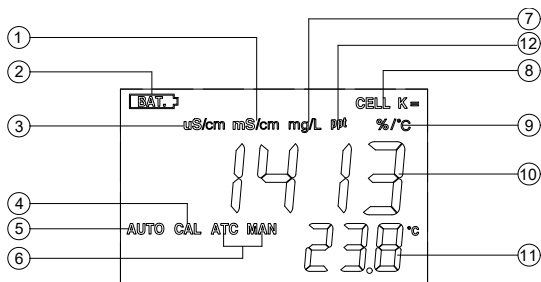 ① ⑦
② ⑫
⑧
BAT. CELL K=
③ uS/cm mS/cm mg/L ppt %/°C ⑨
1413 ⑩
④
⑤ AUTO CAL ATC MAN 23.8 °C
⑥ ⑪